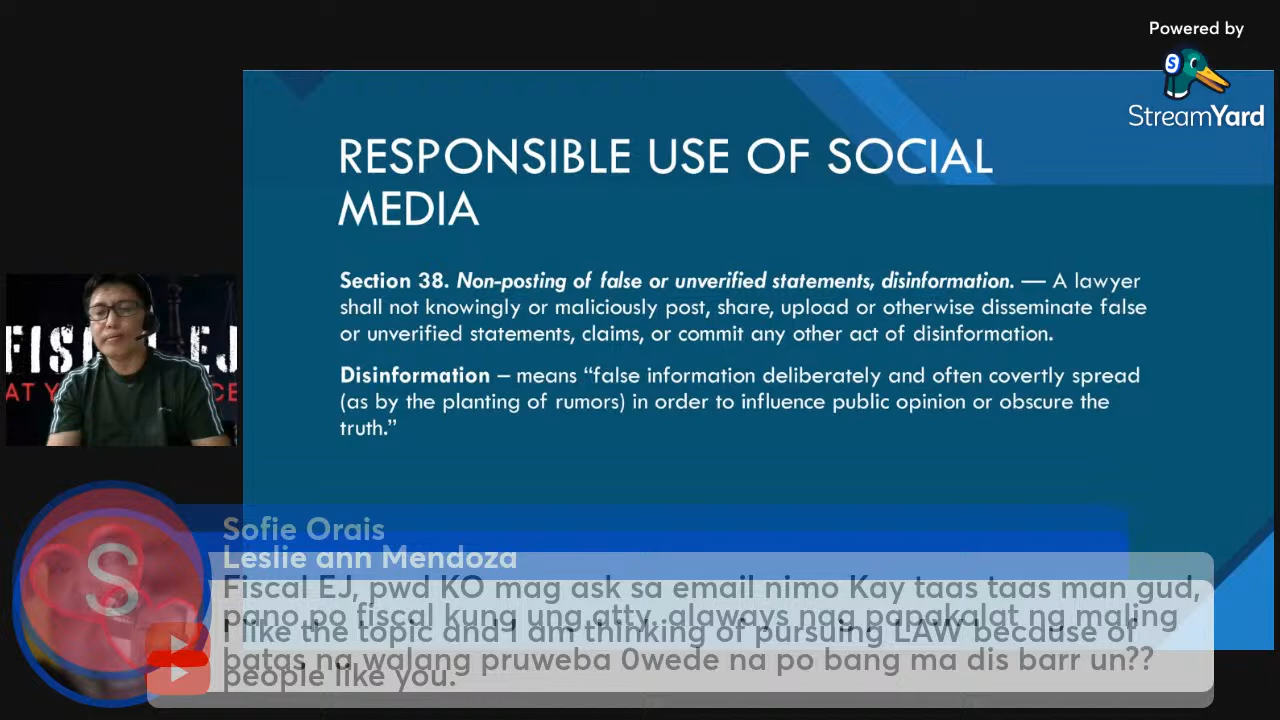 Powered by
S
StreamYard
RESPONSIBLE USE OF SOCIAL
MEDIA
Section 38. Non-posting of false or unverified statements, disinformation. — A lawyer
shall not knowingly or maliciously post, share, upload or otherwise disseminate false
or unverified statements, claims, or commit any other act of disinformation.
Disinformation – means “false information deliberately and often covertly spread
(as by the planting of rumors) in order to influence public opinion or obscure the
truth.”
FIS EJ
AT CE
S
Sofie Orais
Leslie ann Mendoza
Fiscal EJ, pwd KO mag ask sa email nimo Kay taas taas man gud,
pano po fiscal kung ung atty, alaways nag papakalat ng maling
I like the topic and I am thinking of pursuing LAW because of
batas na walang pruweba 0wede na po bang ma dis barr un??
people like you.